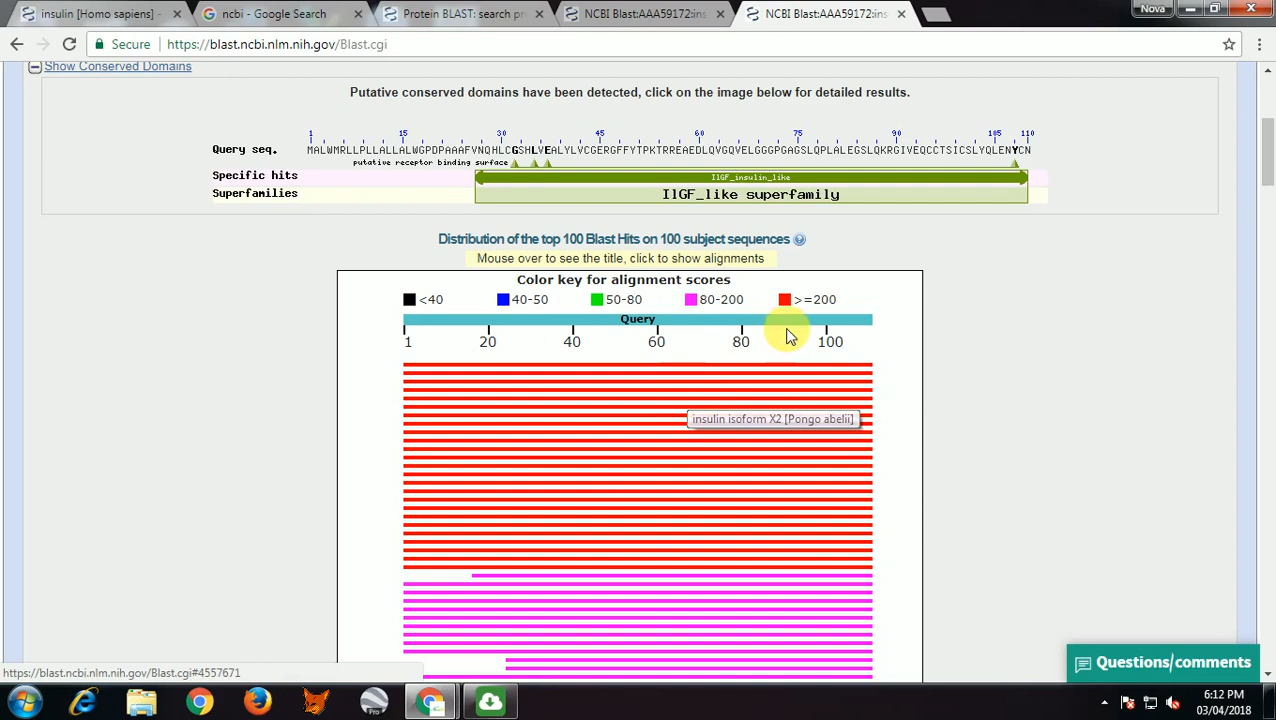 insulin [Homo sapiens] -
ncbi - Google Search
Protein BLAST: search pro
NCBI Blast:AAA59172:ins
NCBI Blast:AAA59172:ins
Nova
Secure
https://blast.ncbi.nlm.nih.gov/Blast.cgi
Show Conserved Domains
Putative conserved domains have been detected, click on the image below for detailed results.
1 15 30 45 60 75 90 105 110
Query seq. MALWMRLLPLLALLALWGPDPAAAFVNQHLCGSHLVEALYLVCGERGFFYTPKTRREAEDLQVGQVELGGGPGAGSLQPLALEGSLQKRGIVEQCCTSICSLYQLENYCN
putative receptor binding surface
Specific hits IlGF_insulin_like
Superfamilies IlGF_like superfamily
Distribution of the top 100 Blast Hits on 100 subject sequences
Mouse over to see the title, click to show alignments
Color key for alignment scores
<40 40-50 50-80 80-200 >=200
Query
1 20 40 60 80 100
insulin isoform X2 [Pongo abelii]
Questions/comments
https://blast.ncbi.nlm.nih.gov/Blast.cgi#4557671
Pro
6:12 PM
03/04/2018